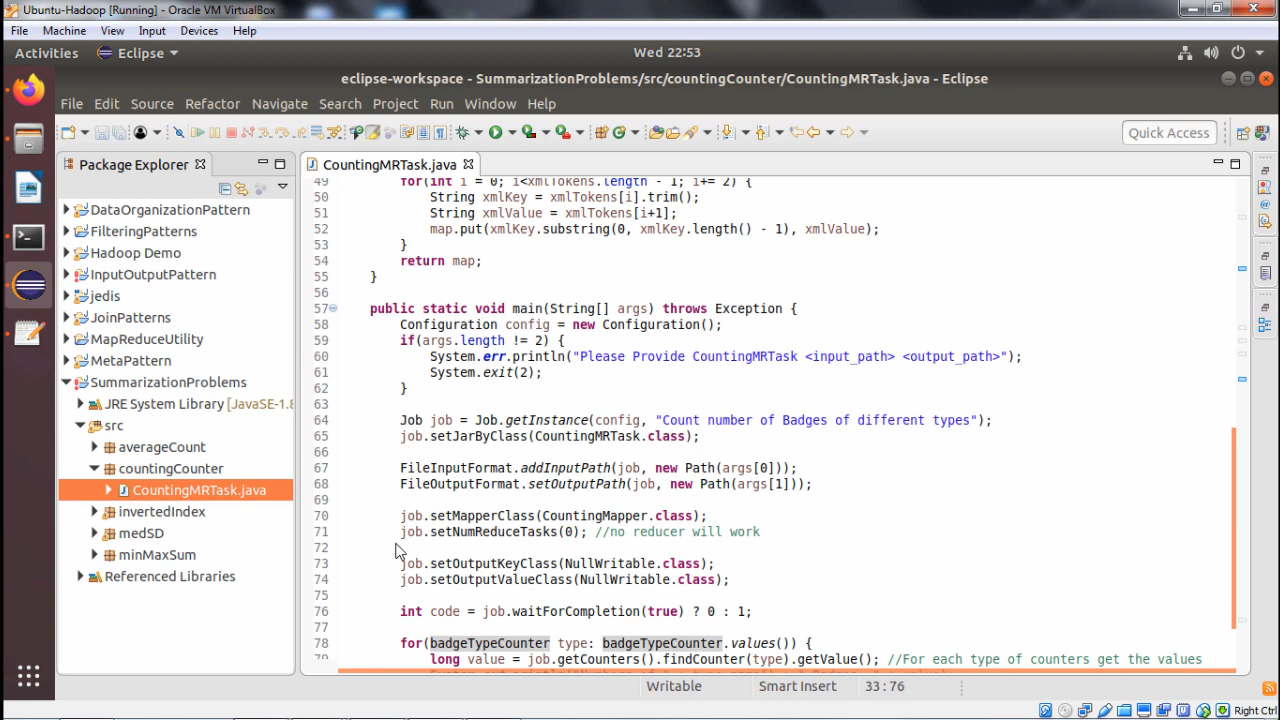 Ubuntu-Hadoop [Running] - Oracle VM VirtualBox
File Machine View Input Devices Help
Activities Eclipse Wed 22:53
eclipse-workspace - SummarizationProblems/src/countingCounter/CountingMRTask.java - Eclipse
File Edit Source Refactor Navigate Search Project Run Window Help
Quick Access
Package Explorer
DataOrganizationPattern
FilteringPatterns
Hadoop Demo
InputOutputPattern
jedis
JoinPatterns
MapReduceUtility
MetaPattern
SummarizationProblems
JRE System Library [JavaSE-1.8
src
averageCount
countingCounter
CountingMRTask.java
invertedIndex
medSD
minMaxSum
Referenced Libraries
CountingMRTask.java
49 for(int i = 0; i<xmlTokens.length - 1; i+= 2) {
50 String xmlKey = xmlTokens[i].trim();
51 String xmlValue = xmlTokens[i+1];
52 map.put(xmlKey.substring(0, xmlKey.length() - 1), xmlValue);
53 }
54 return map;
55 }
56
57 public static void main(String[] args) throws Exception {
58 Configuration config = new Configuration();
59 if(args.length != 2) {
60 System.err.println("Please Provide CountingMRTask <input_path> <output_path>");
61 System.exit(2);
62 }
63
64 Job job = Job.getInstance(config, "Count number of Badges of different types");
65 job.setJarByClass(CountingMRTask.class);
66
67 FileInputFormat.addInputPath(job, new Path(args[0]));
68 FileOutputFormat.setOutputPath(job, new Path(args[1]));
69
70 job.setMapperClass(CountingMapper.class);
71 job.setNumReduceTasks(0); //no reducer will work
72
73 job.setOutputKeyClass(NullWritable.class);
74 job.setOutputValueClass(NullWritable.class);
75
76 int code = job.waitForCompletion(true) ? 0 : 1;
77
78 for(badgeTypeCounter type: badgeTypeCounter.values()) {
79 long value = job.getCounters().findCounter(type).getValue(); //For each type of counters get the values
Writable Smart Insert 33:76
Right Ctrl